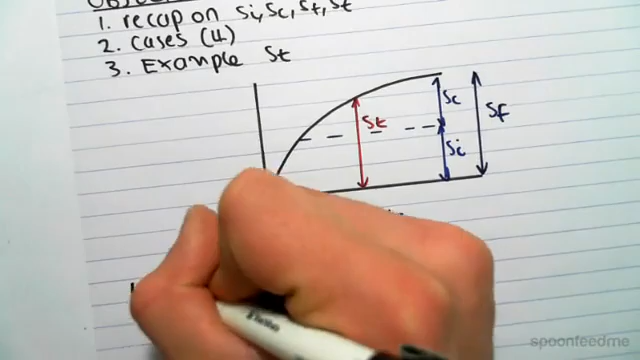 1. recap on Si, Sc, Sf, St
2. cases (4)
3. Example St
Sc
Sf
St
Si
spoonfeedme